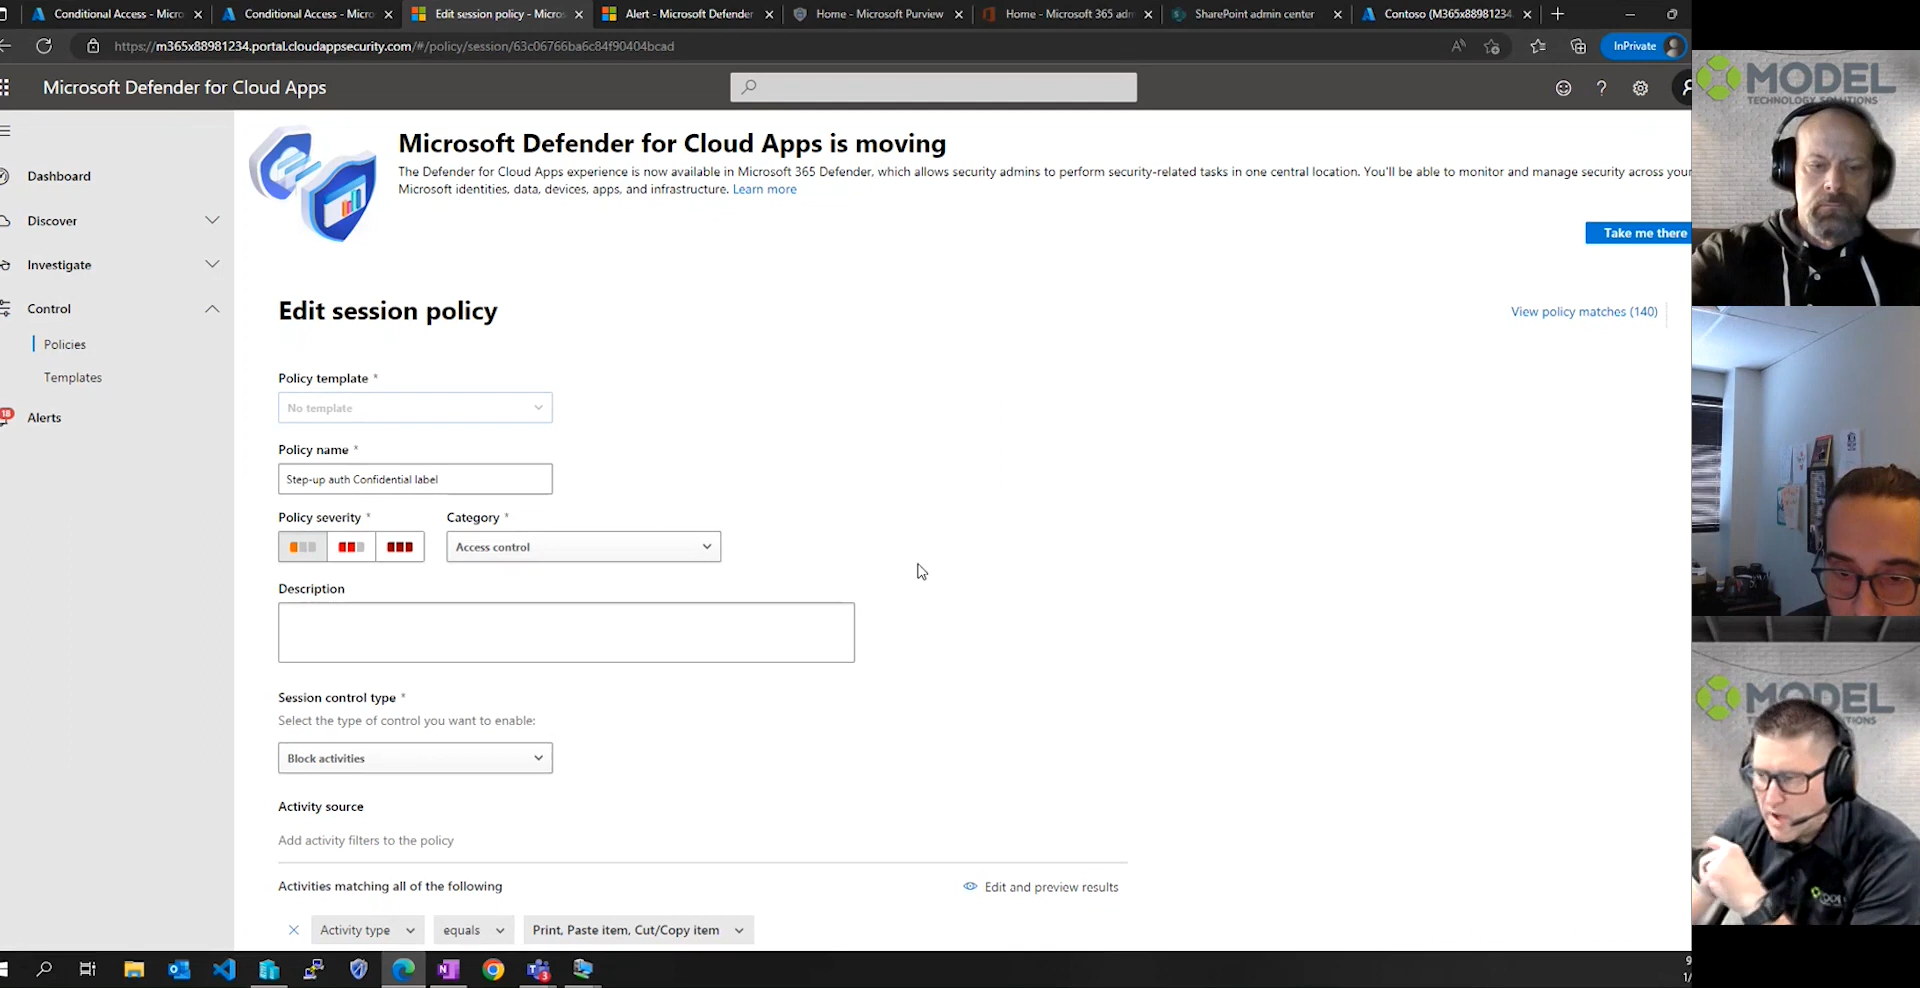 Conditional Access - Micro
Conditional Access - Micro
Edit session policy - Micros
Alert - Microsoft Defender
Home - Microsoft Purview
Home - Microsoft 365 adm
SharePoint admin center
Contoso (M365x88981234
https://m365x88981234.portal.cloudappsecurity.com/#/policy/session/63c06766ba6c84f90404bcad
InPrivate
Microsoft Defender for Cloud Apps
MODEL
TECHNOLOGY SOLUTIONS
Dashboard
Discover
Investigate
Control
Policies
Templates
18
Alerts
Microsoft Defender for Cloud Apps is moving
The Defender for Cloud Apps experience is now available in Microsoft 365 Defender, which allows security admins to perform security-related tasks in one central location. You'll be able to monitor and manage security across your
Microsoft identities, data, devices, apps, and infrastructure. Learn more
Take me there
Edit session policy
View policy matches (140)
Policy template *
No template
Policy name *
Step-up auth Confidential label
Policy severity *
Category *
Access control
Description
Session control type *
Select the type of control you want to enable:
Block activities
Activity source
Add activity filters to the policy
Activities matching all of the following
Edit and preview results
Activity type
equals
Print, Paste item, Cut/Copy item
MODEL
3
9
1/